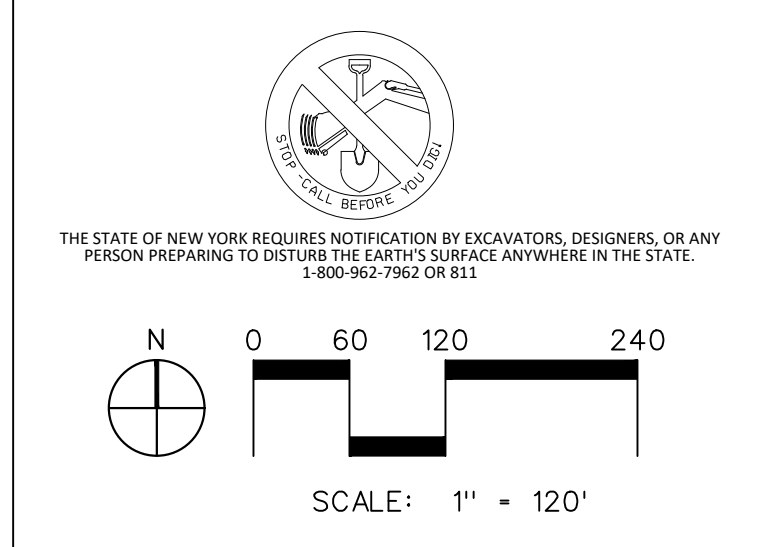 STOP -CALL BEFORE YOU DIG!
THE STATE OF NEW YORK REQUIRES NOTIFICATION BY EXCAVATORS, DESIGNERS, OR ANY
PERSON PREPARING TO DISTURB THE EARTH'S SURFACE ANYWHERE IN THE STATE.
1-800-962-7962 OR 811
N 0 60 120 240
SCALE: 1" = 120'